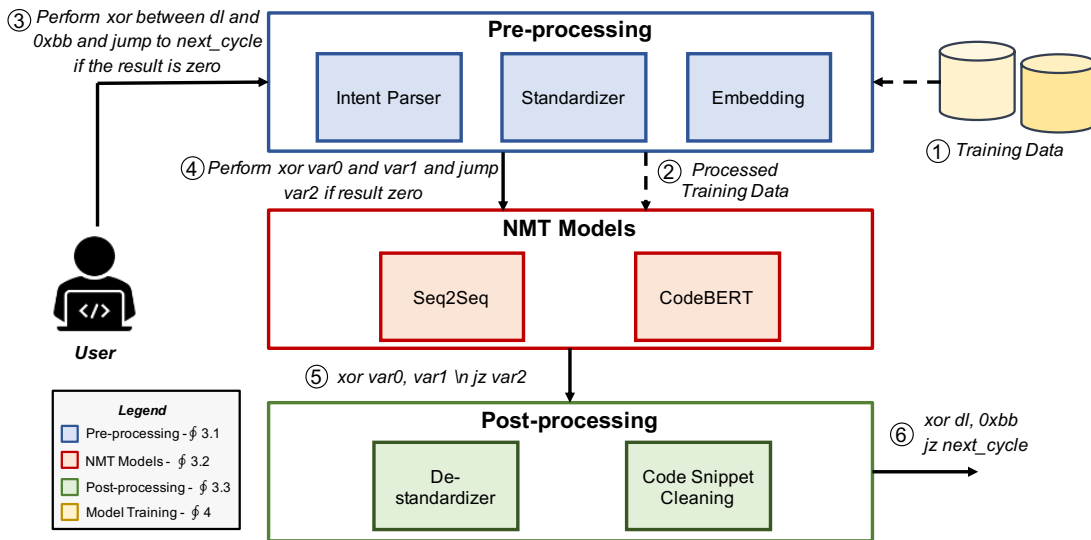 ③ Perform xor between dl and
0xbb and jump to next_cycle
if the result is zero
Pre-processing
Intent Parser
Standardizer
Embedding
① Training Data
④ Perform xor var0 and var1 and jump
var2 if result zero
② Processed
Training Data
NMT Models
Seq2Seq
CodeBERT
User
⑤ xor var0, var1 \n jz var2
Post-processing
De-
standardizer
Code Snippet
Cleaning
⑥ xor dl, 0xbb
jz next_cycle
Legend
Pre-processing - ∮ 3.1
NMT Models - ∮ 3.2
Post-processing - ∮ 3.3
Model Training - ∮ 4